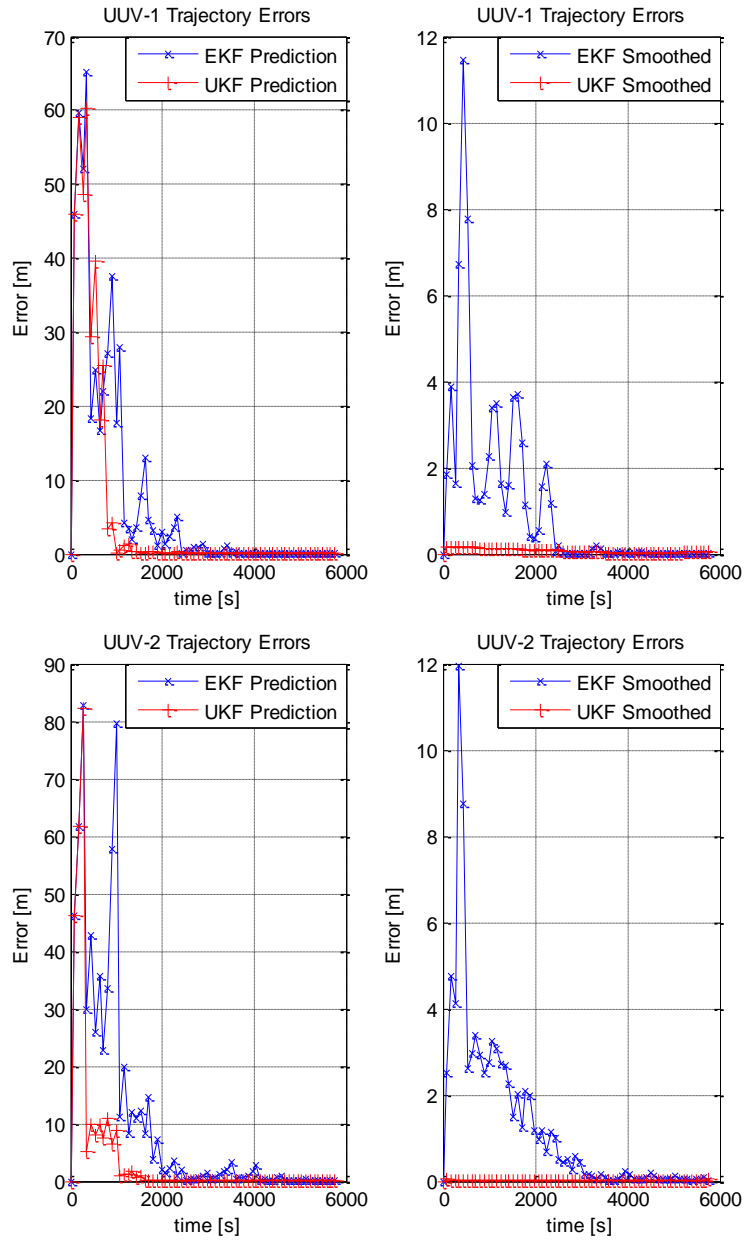 UUV-1 Trajectory Errors
70
60
50
40
30
20
10
0
Error [m]
EKF Prediction
UKF Prediction
0 2000 4000 6000
time [s]
UUV-1 Trajectory Errors
12
10
8
6
4
2
0
Error [m]
EKF Smoothed
UKF Smoothed
0 2000 4000 6000
time [s]
UUV-2 Trajectory Errors
90
80
70
60
50
40
30
20
10
0
Error [m]
EKF Prediction
UKF Prediction
0 2000 4000 6000
time [s]
UUV-2 Trajectory Errors
12
10
8
6
4
2
0
Error [m]
EKF Smoothed
UKF Smoothed
0 2000 4000 6000
time [s]